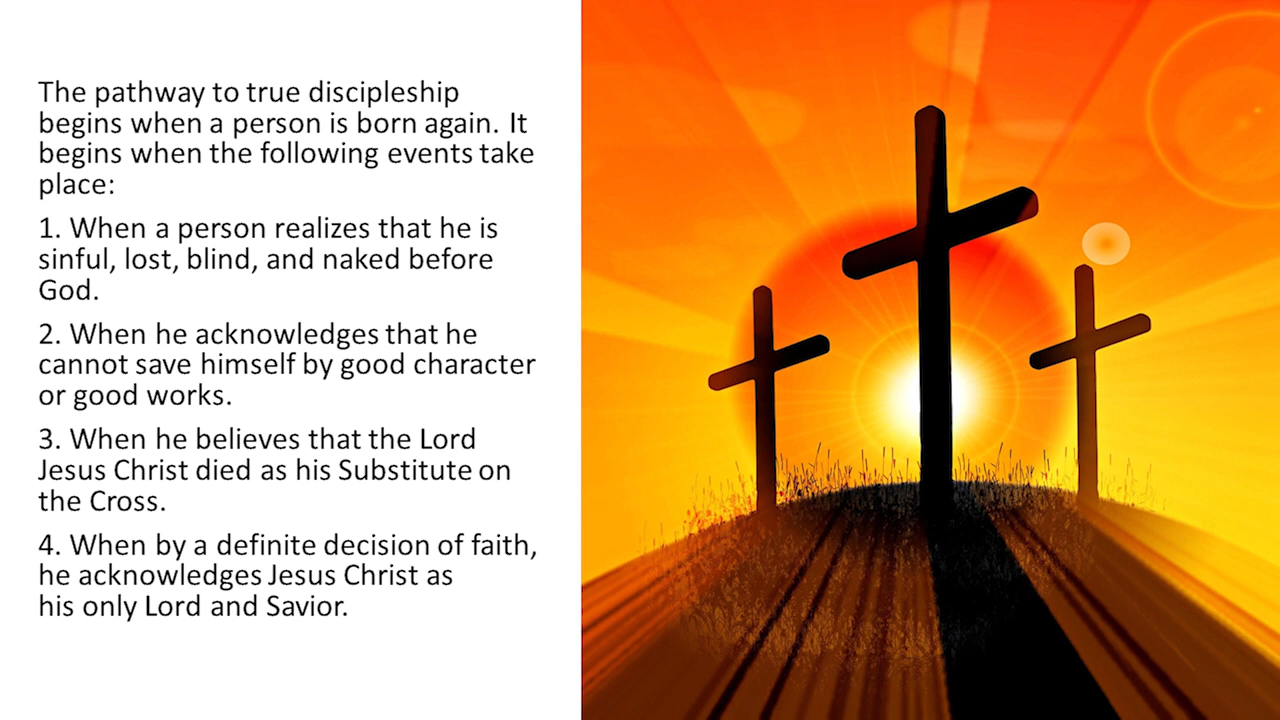 The pathway to true discipleship
begins when a person is born again. It
begins when the following events take
place:
1. When a person realizes that he is
sinful, lost, blind, and naked before
God.
2. When he acknowledges that he
cannot save himself by good character
or good works.
3. When he believes that the Lord
Jesus Christ died as his Substitute on
the Cross.
4. When by a definite decision of faith,
he acknowledges Jesus Christ as
his only Lord and Savior.